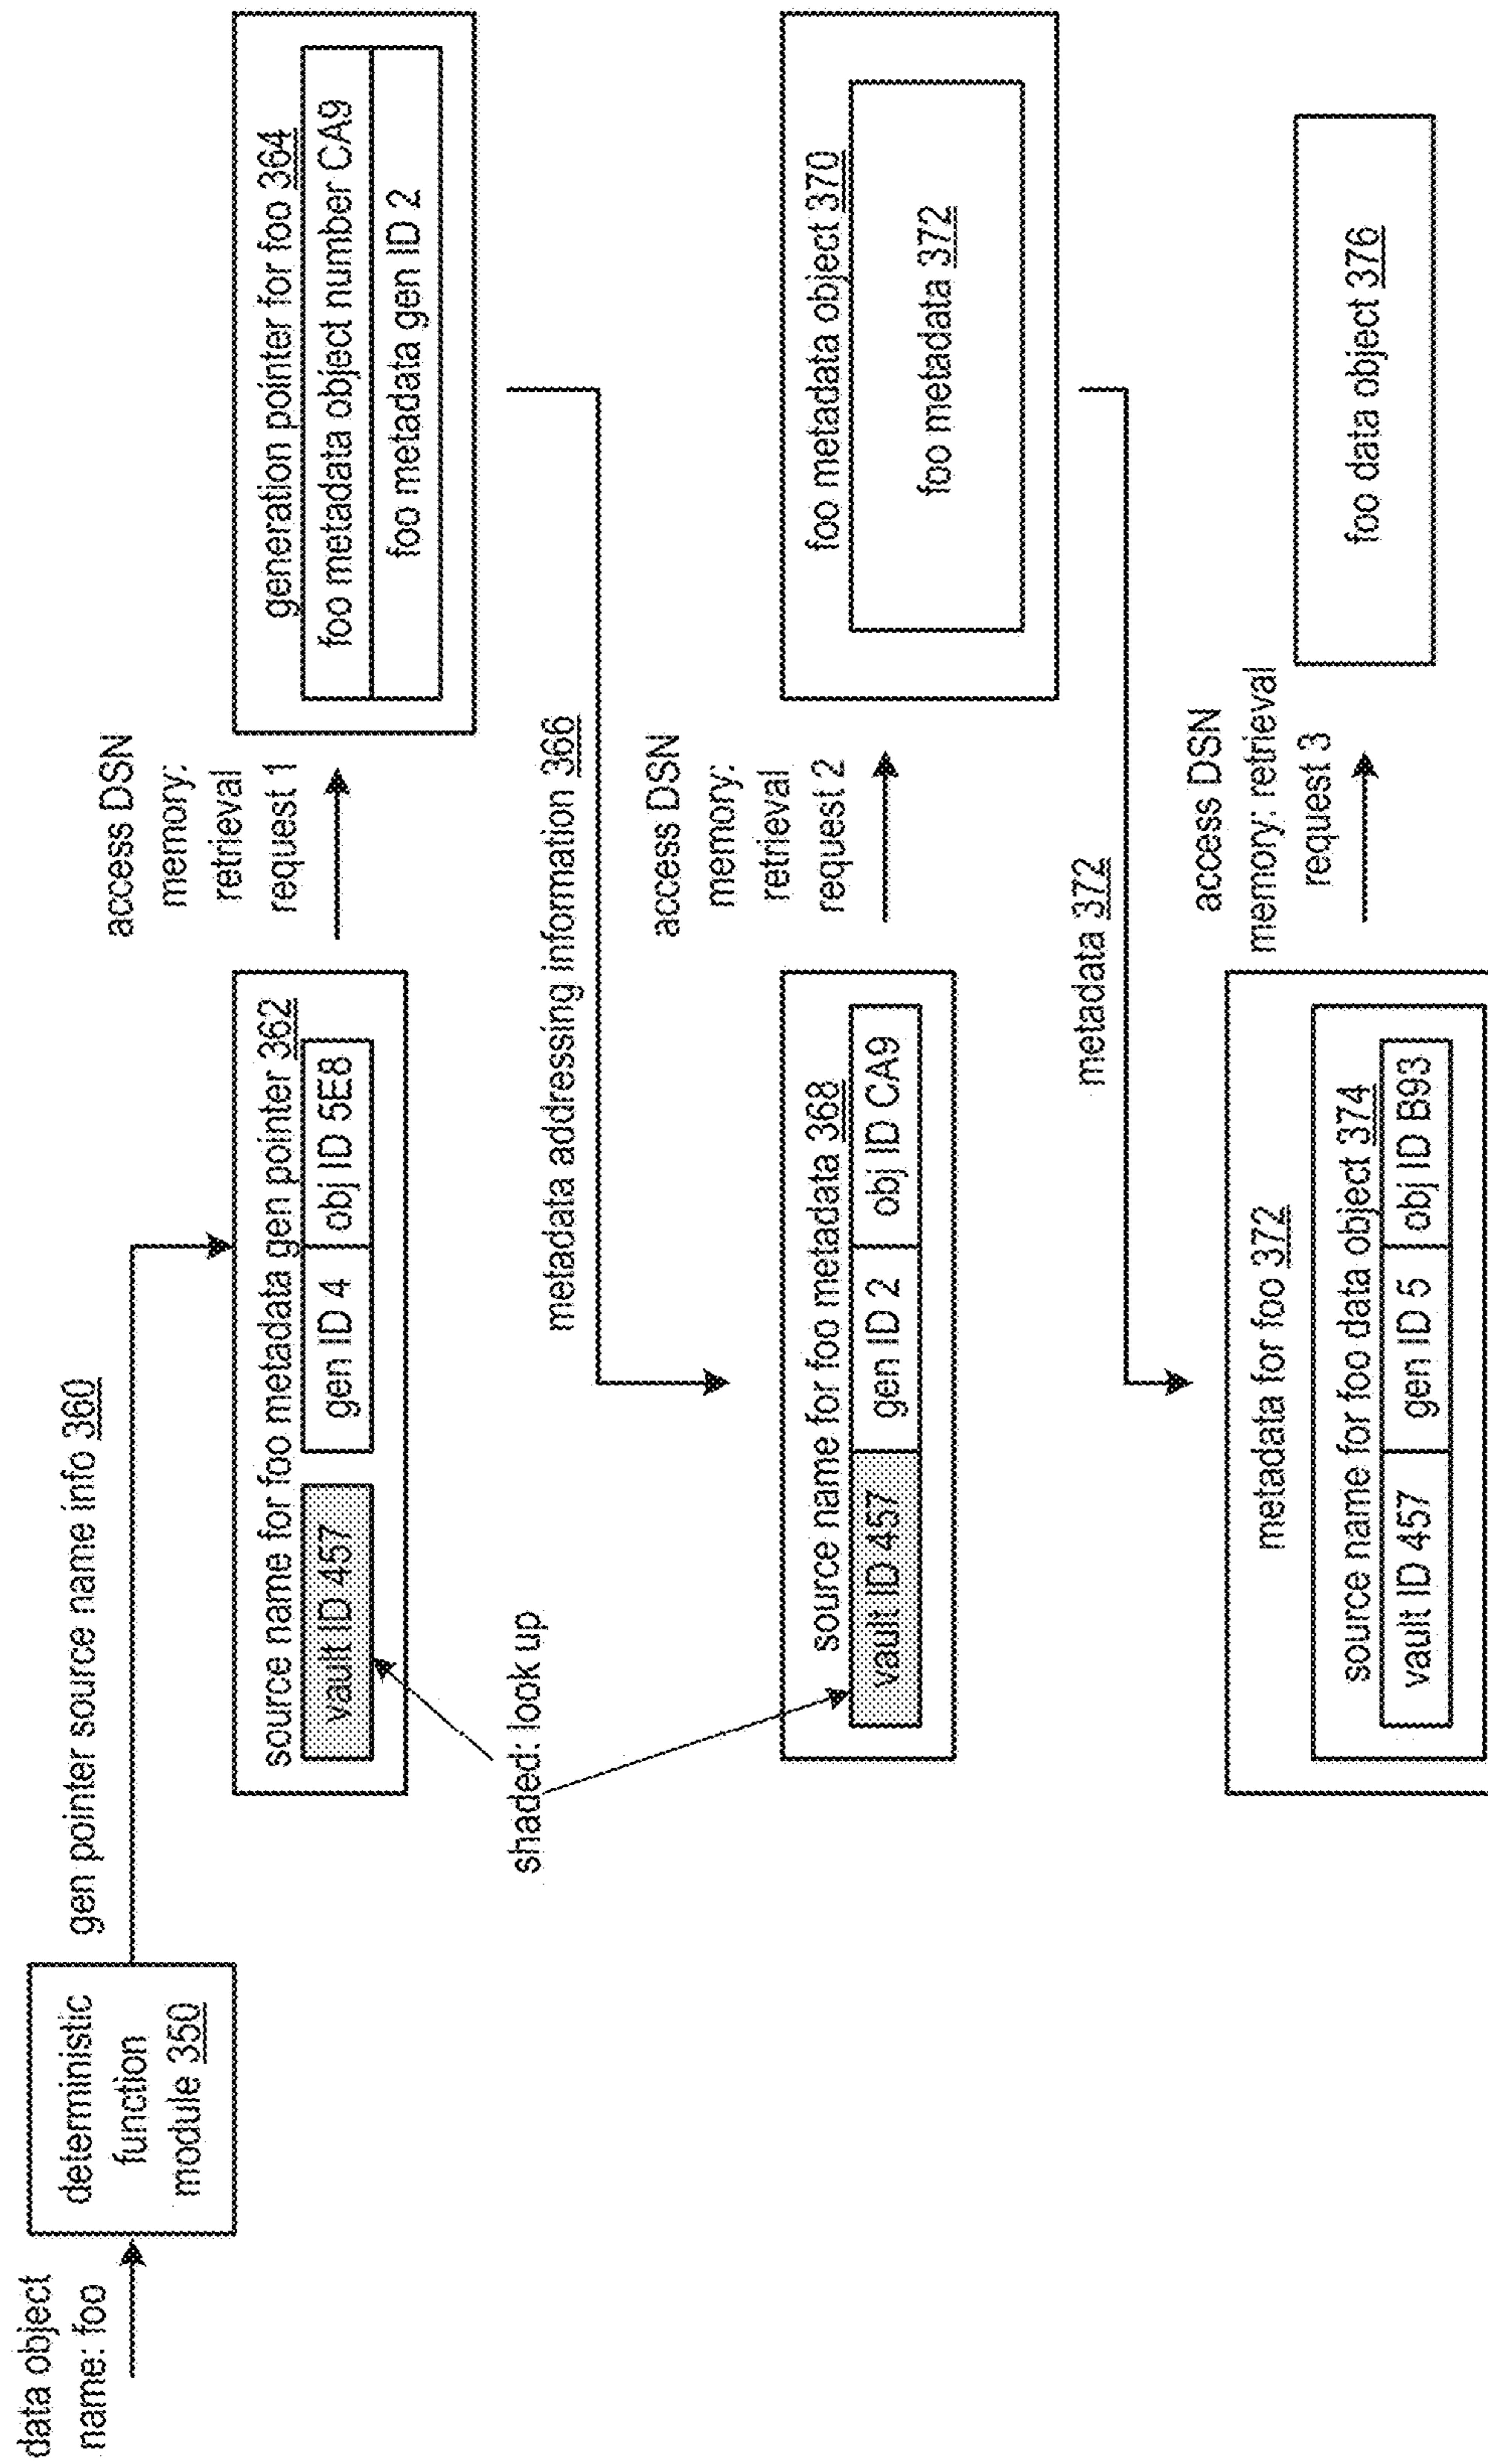 data object
name: foo
deterministic
function
module 350
gen pointer source name info 360
source name for foo metadata gen pointer 362
vault ID 457
gen ID 4
obj ID 5E8
access DSN
memory:
retrieval
request 1
generation pointer for foo 364
foo metadata object number CA9
foo metadata gen ID 2
shaded: look up
metadata addressing information 366
source name for foo metadata 368
vault ID 457
gen ID 2
obj ID CA9
access DSN
memory:
retrieval
request 2
foo metadata object 370
foo metadata 372
metadata 372
metadata for foo 372
source name for foo data object 374
vault ID 457
gen ID 5
obj ID B93
access DSN
memory: retrieval
request 3
foo data object 376